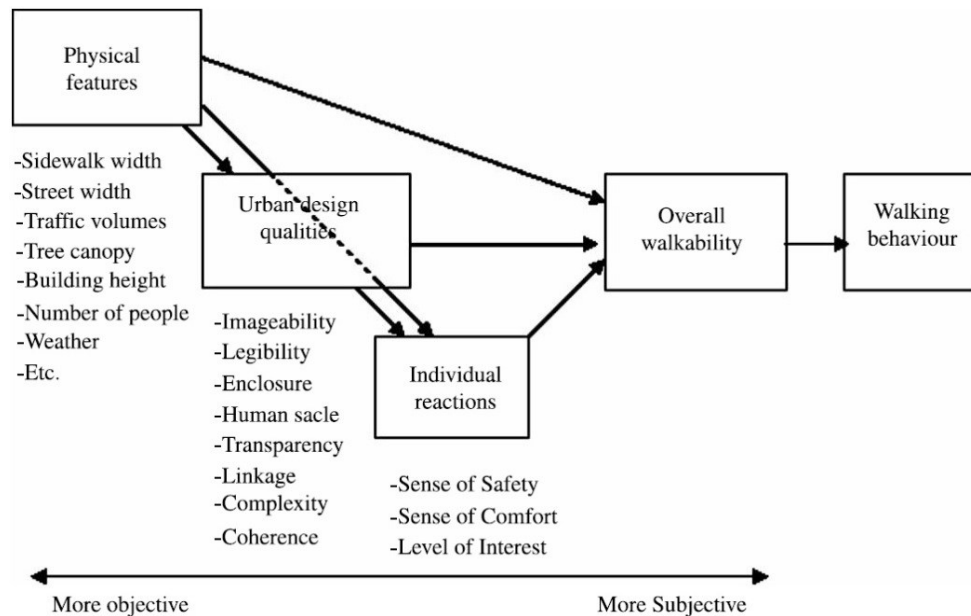 Physical
features
-Sidewalk width
-Street width
-Traffic volumes
-Tree canopy
-Building height
-Number of people
-Weather
-Etc.
Urban design
qualities
-Imageability
-Legibility
-Enclosure
-Human sacle
-Transparency
-Linkage
-Complexity
-Coherence
Individual
reactions
-Sense of Safety
-Sense of Comfort
-Level of Interest
Overall
walkability
Walking
behaviour
More objective
More Subjective